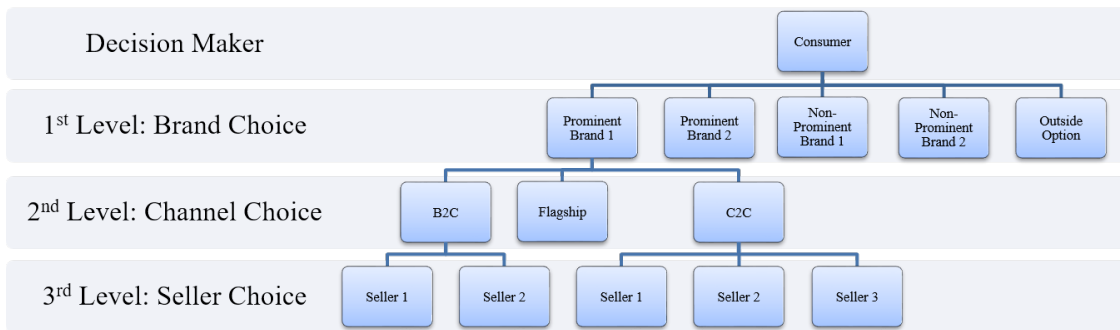 Decision Maker
Consumer
1st Level: Brand Choice
Prominent
Brand 1
Prominent
Brand 2
Non-
Prominent
Brand 1
Non-
Prominent
Brand 2
Outside
Option
2nd Level: Channel Choice
B2C
Flagship
C2C
3rd Level: Seller Choice
Seller 1
Seller 2
Seller 1
Seller 2
Seller 3